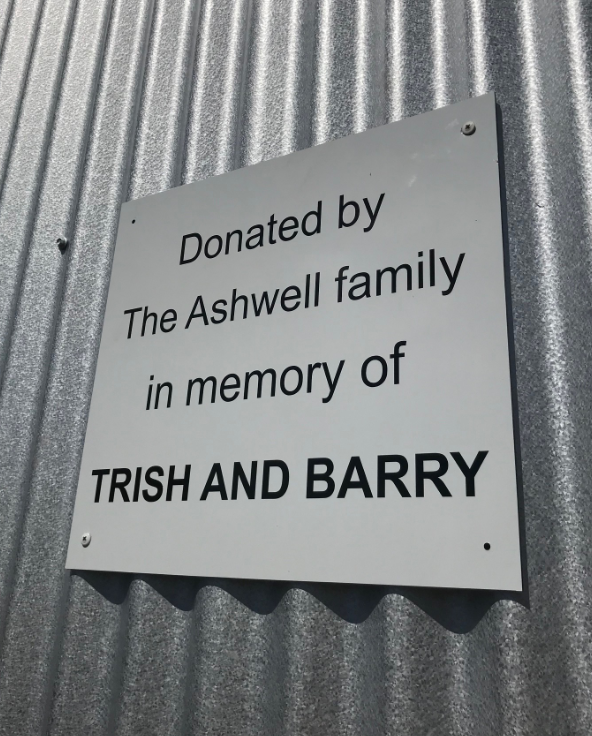 Donated by
The Ashwell family
in memory of
TRISH AND BARRY